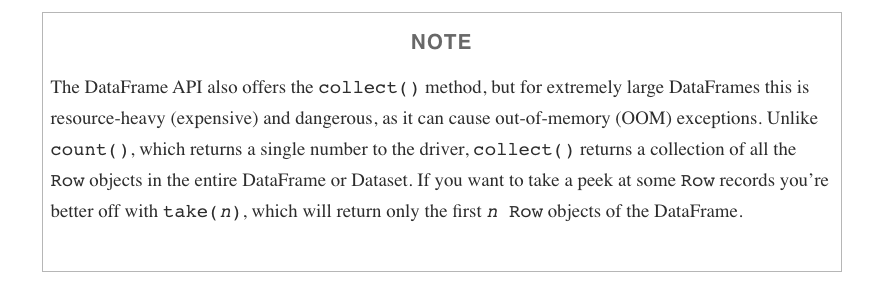 NOTE
The DataFrame API also offers the collect() method, but for extremely large DataFrames this is
resource-heavy (expensive) and dangerous, as it can cause out-of-memory (OOM) exceptions. Unlike
count(), which returns a single number to the driver, collect() returns a collection of all the
Row objects in the entire DataFrame or Dataset. If you want to take a peek at some Row records you’re
better off with take(n), which will return only the first n Row objects of the DataFrame.